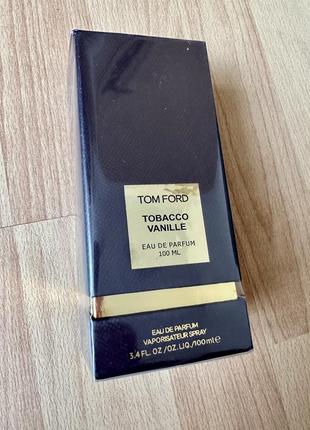 TOM FORD
TOBACCO
VANILLE
EAU DE PARFUM
100 ML
EAU DE PARFUM
VAPORISATEUR SPRAY
3.4 FL. OZ /OZ.LIQ./100ml℮